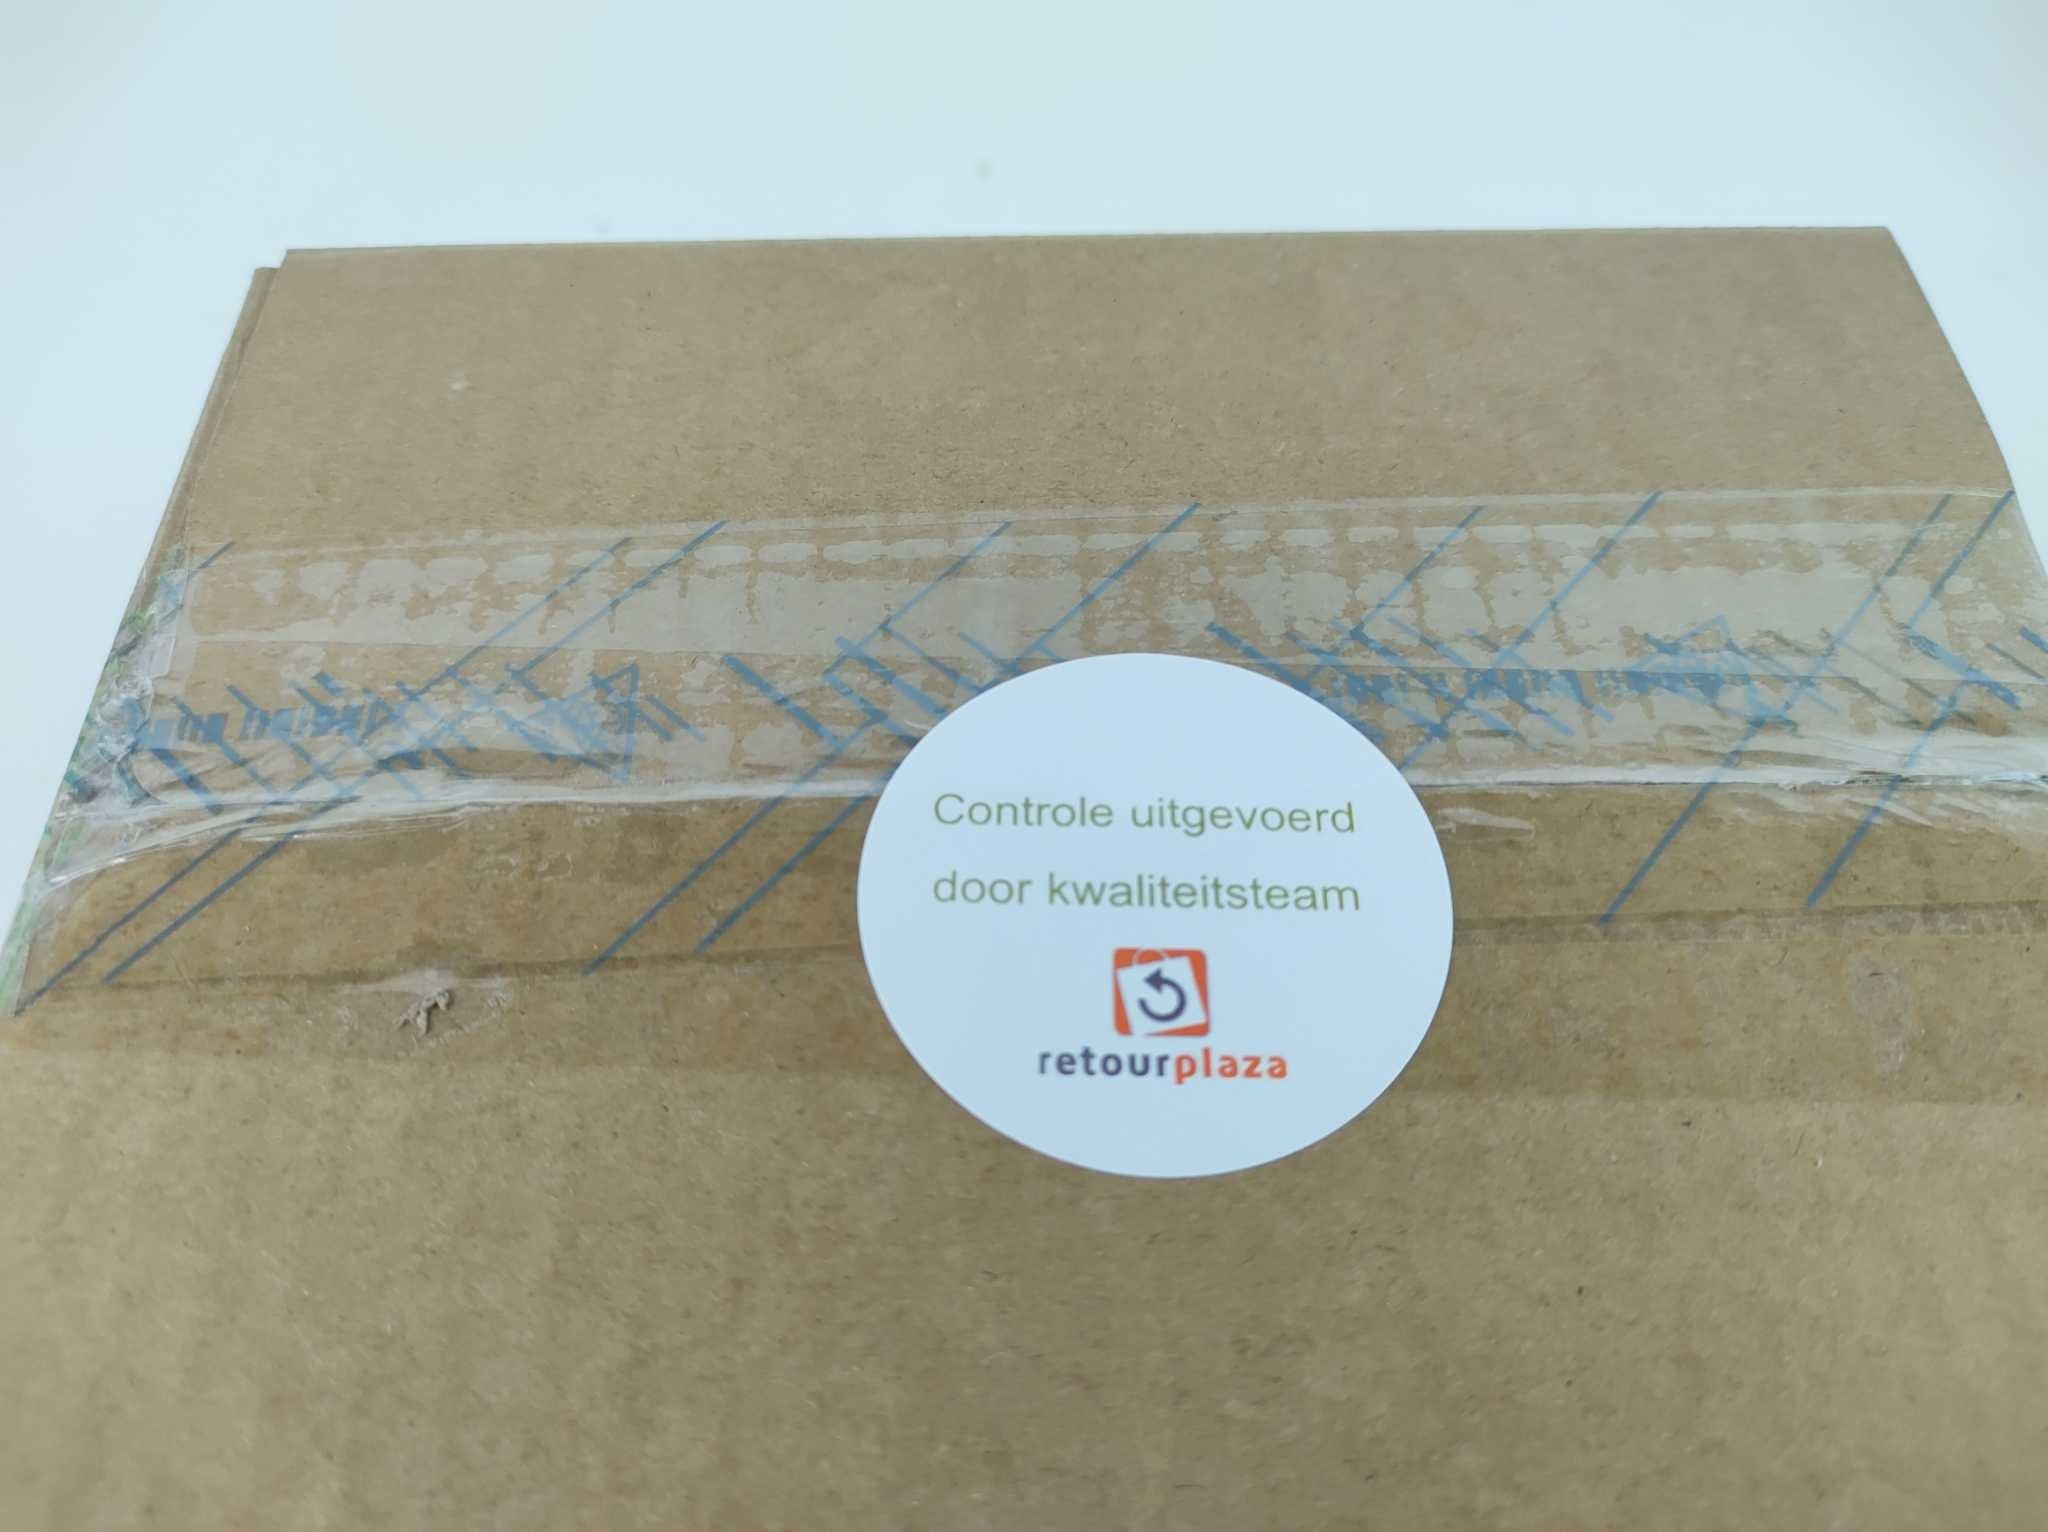 Controle uitgevoerd
door kwaliteitsteam
retourplaza